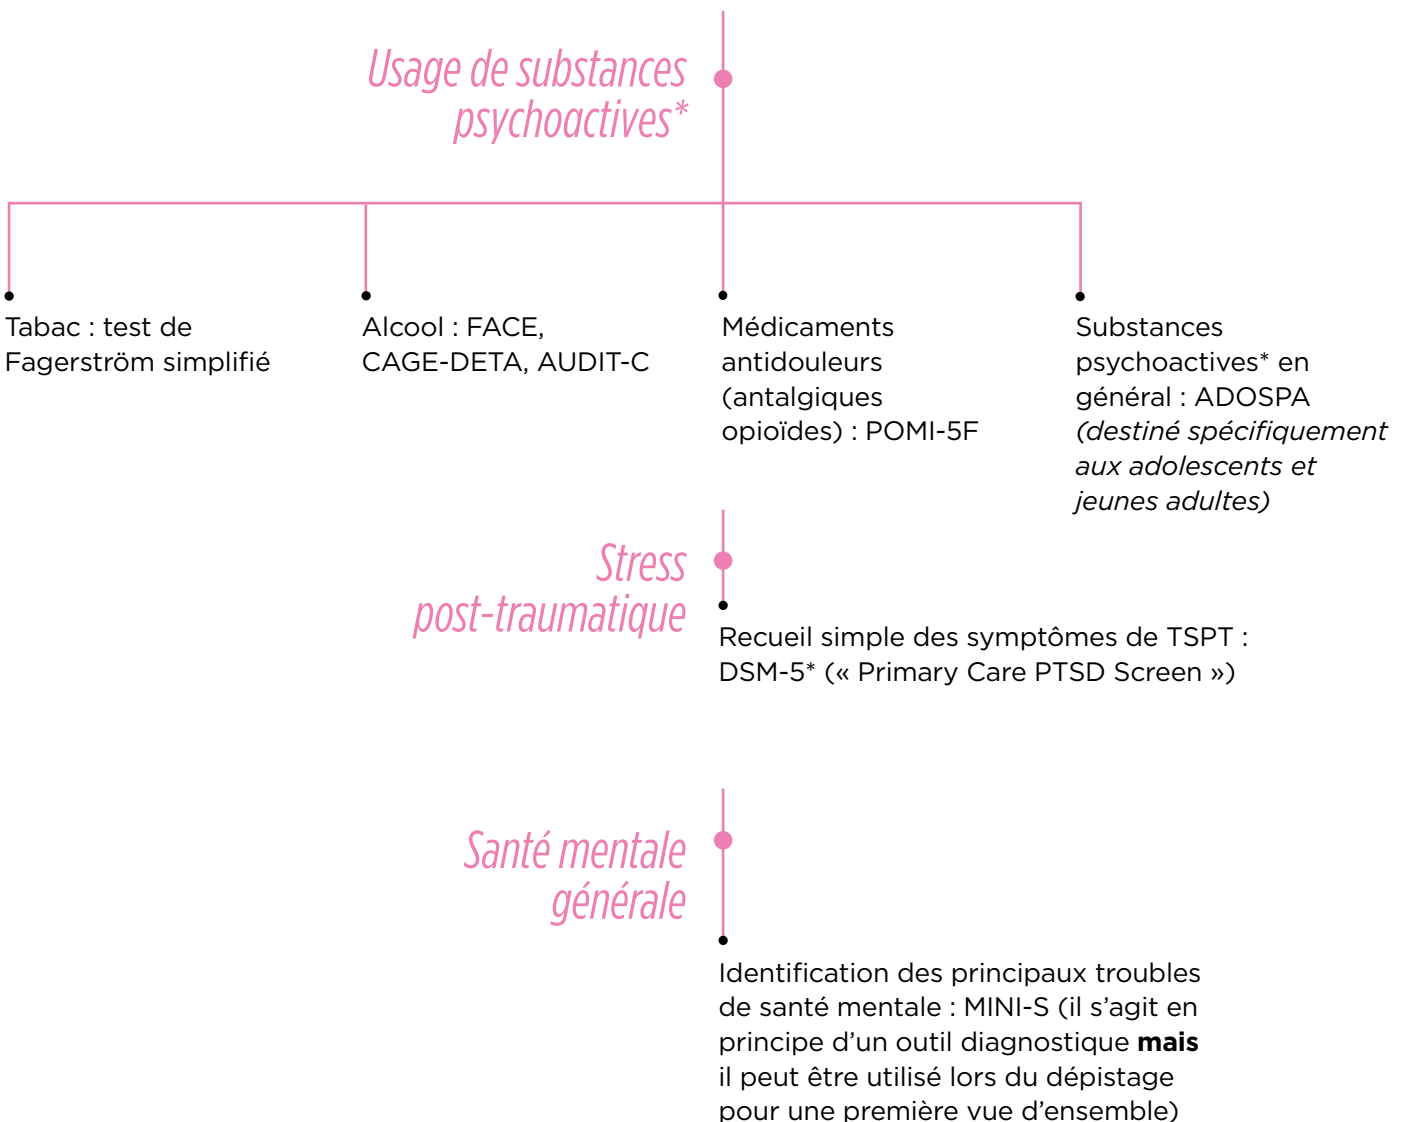 Usage de substances
psychoactives*
Tabac : test de
Fagerström simplifié
Alcool : FACE,
CAGE-DETA, AUDIT-C
Médicaments
antidouleurs
(antalgiques
opioïdes) : POMI-5F
Substances
psychoactives* en
général : ADOSPA
(destiné spécifiquement
aux adolescents et
jeunes adultes)
Stress
post-traumatique
Recueil simple des symptômes de TSPT :
DSM-5* (« Primary Care PTSD Screen »)
Santé mentale
générale
Identification des principaux troubles
de santé mentale : MINI-S (il s’agit en
principe d’un outil diagnostique mais
il peut être utilisé lors du dépistage
pour une première vue d’ensemble)